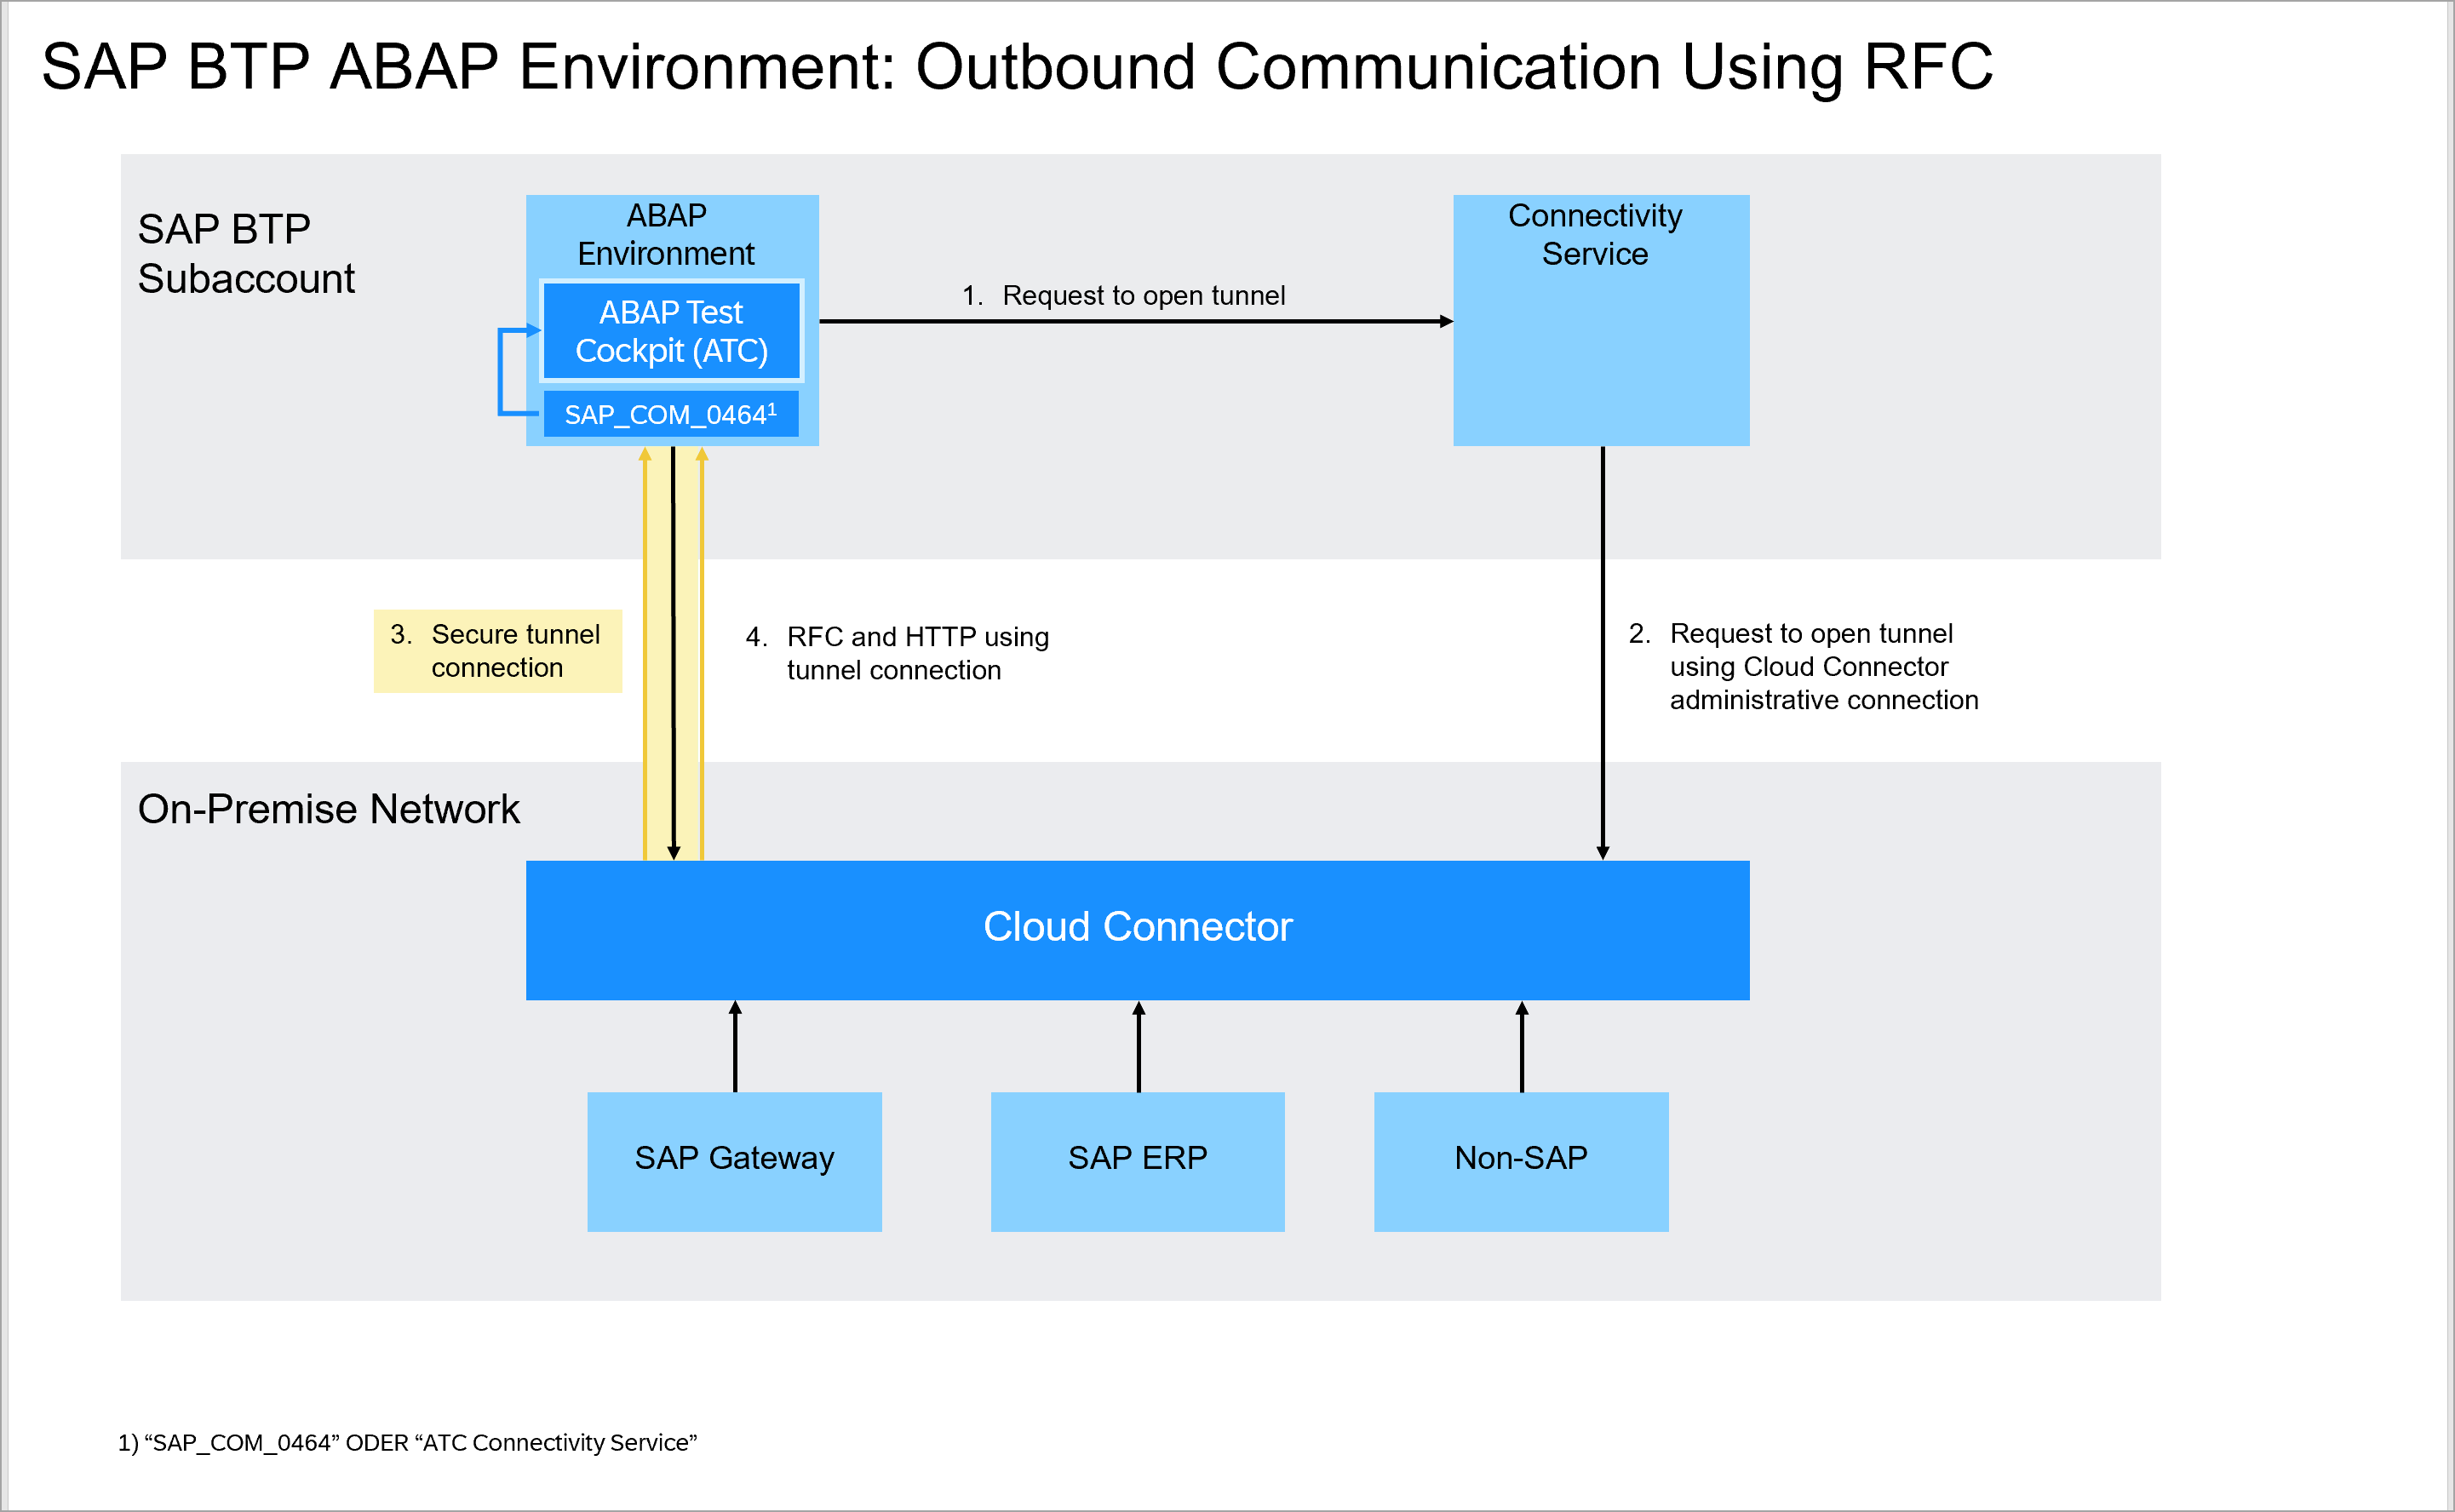 SAP BTP ABAP Environment: Outbound Communication Using RFC
SAP BTP
Subaccount
ABAP
Environment
ABAP Test
Cockpit (ATC)
SAP_COM_0464¹
1. Request to open tunnel
Connectivity
Service
3. Secure tunnel
connection
4. RFC and HTTP using
tunnel connection
2. Request to open tunnel
using Cloud Connector
administrative connection
On-Premise Network
Cloud Connector
SAP Gateway
SAP ERP
Non-SAP
1) “SAP_COM_0464” ODER “ATC Connectivity Service”